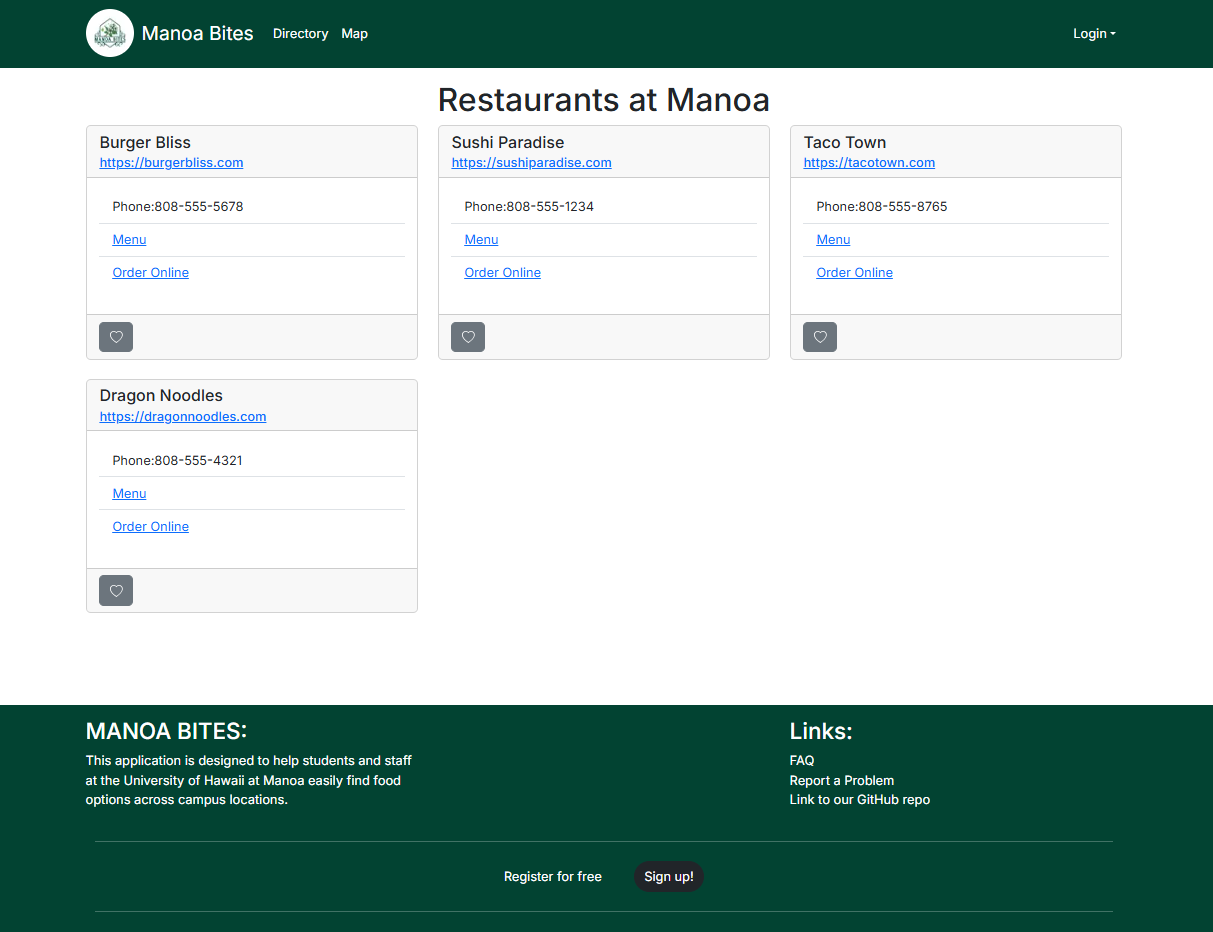 MANOA BITES
Manoa Bites
Directory
Map
Login
Restaurants at Manoa
Burger Bliss
https://burgerbliss.com
Phone:808-555-5678
Menu
Order Online
Sushi Paradise
https://sushiparadise.com
Phone:808-555-1234
Menu
Order Online
Taco Town
https://tacotown.com
Phone:808-555-8765
Menu
Order Online
Dragon Noodles
https://dragonnoodles.com
Phone:808-555-4321
Menu
Order Online
MANOA BITES:
This application is designed to help students and staff
at the University of Hawaii at Manoa easily find food
options across campus locations.
Links:
FAQ
Report a Problem
Link to our GitHub repo
Register for free
Sign up!